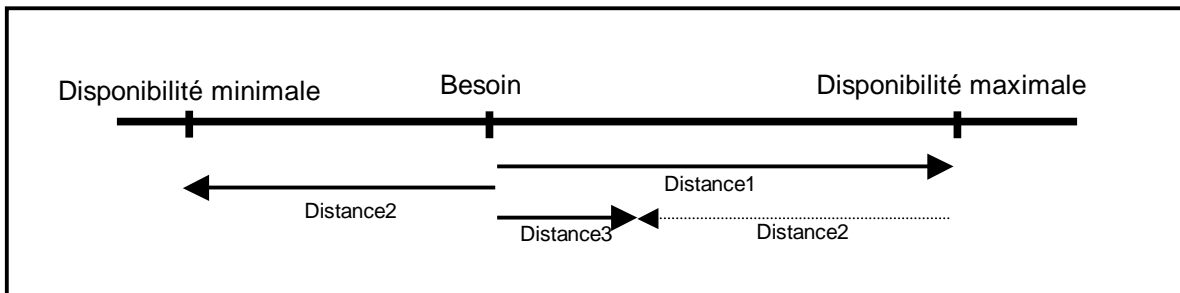 Disponibilité minimale
Besoin
Disponibilité maximale
Distance1
Distance2
Distance3
Distance2